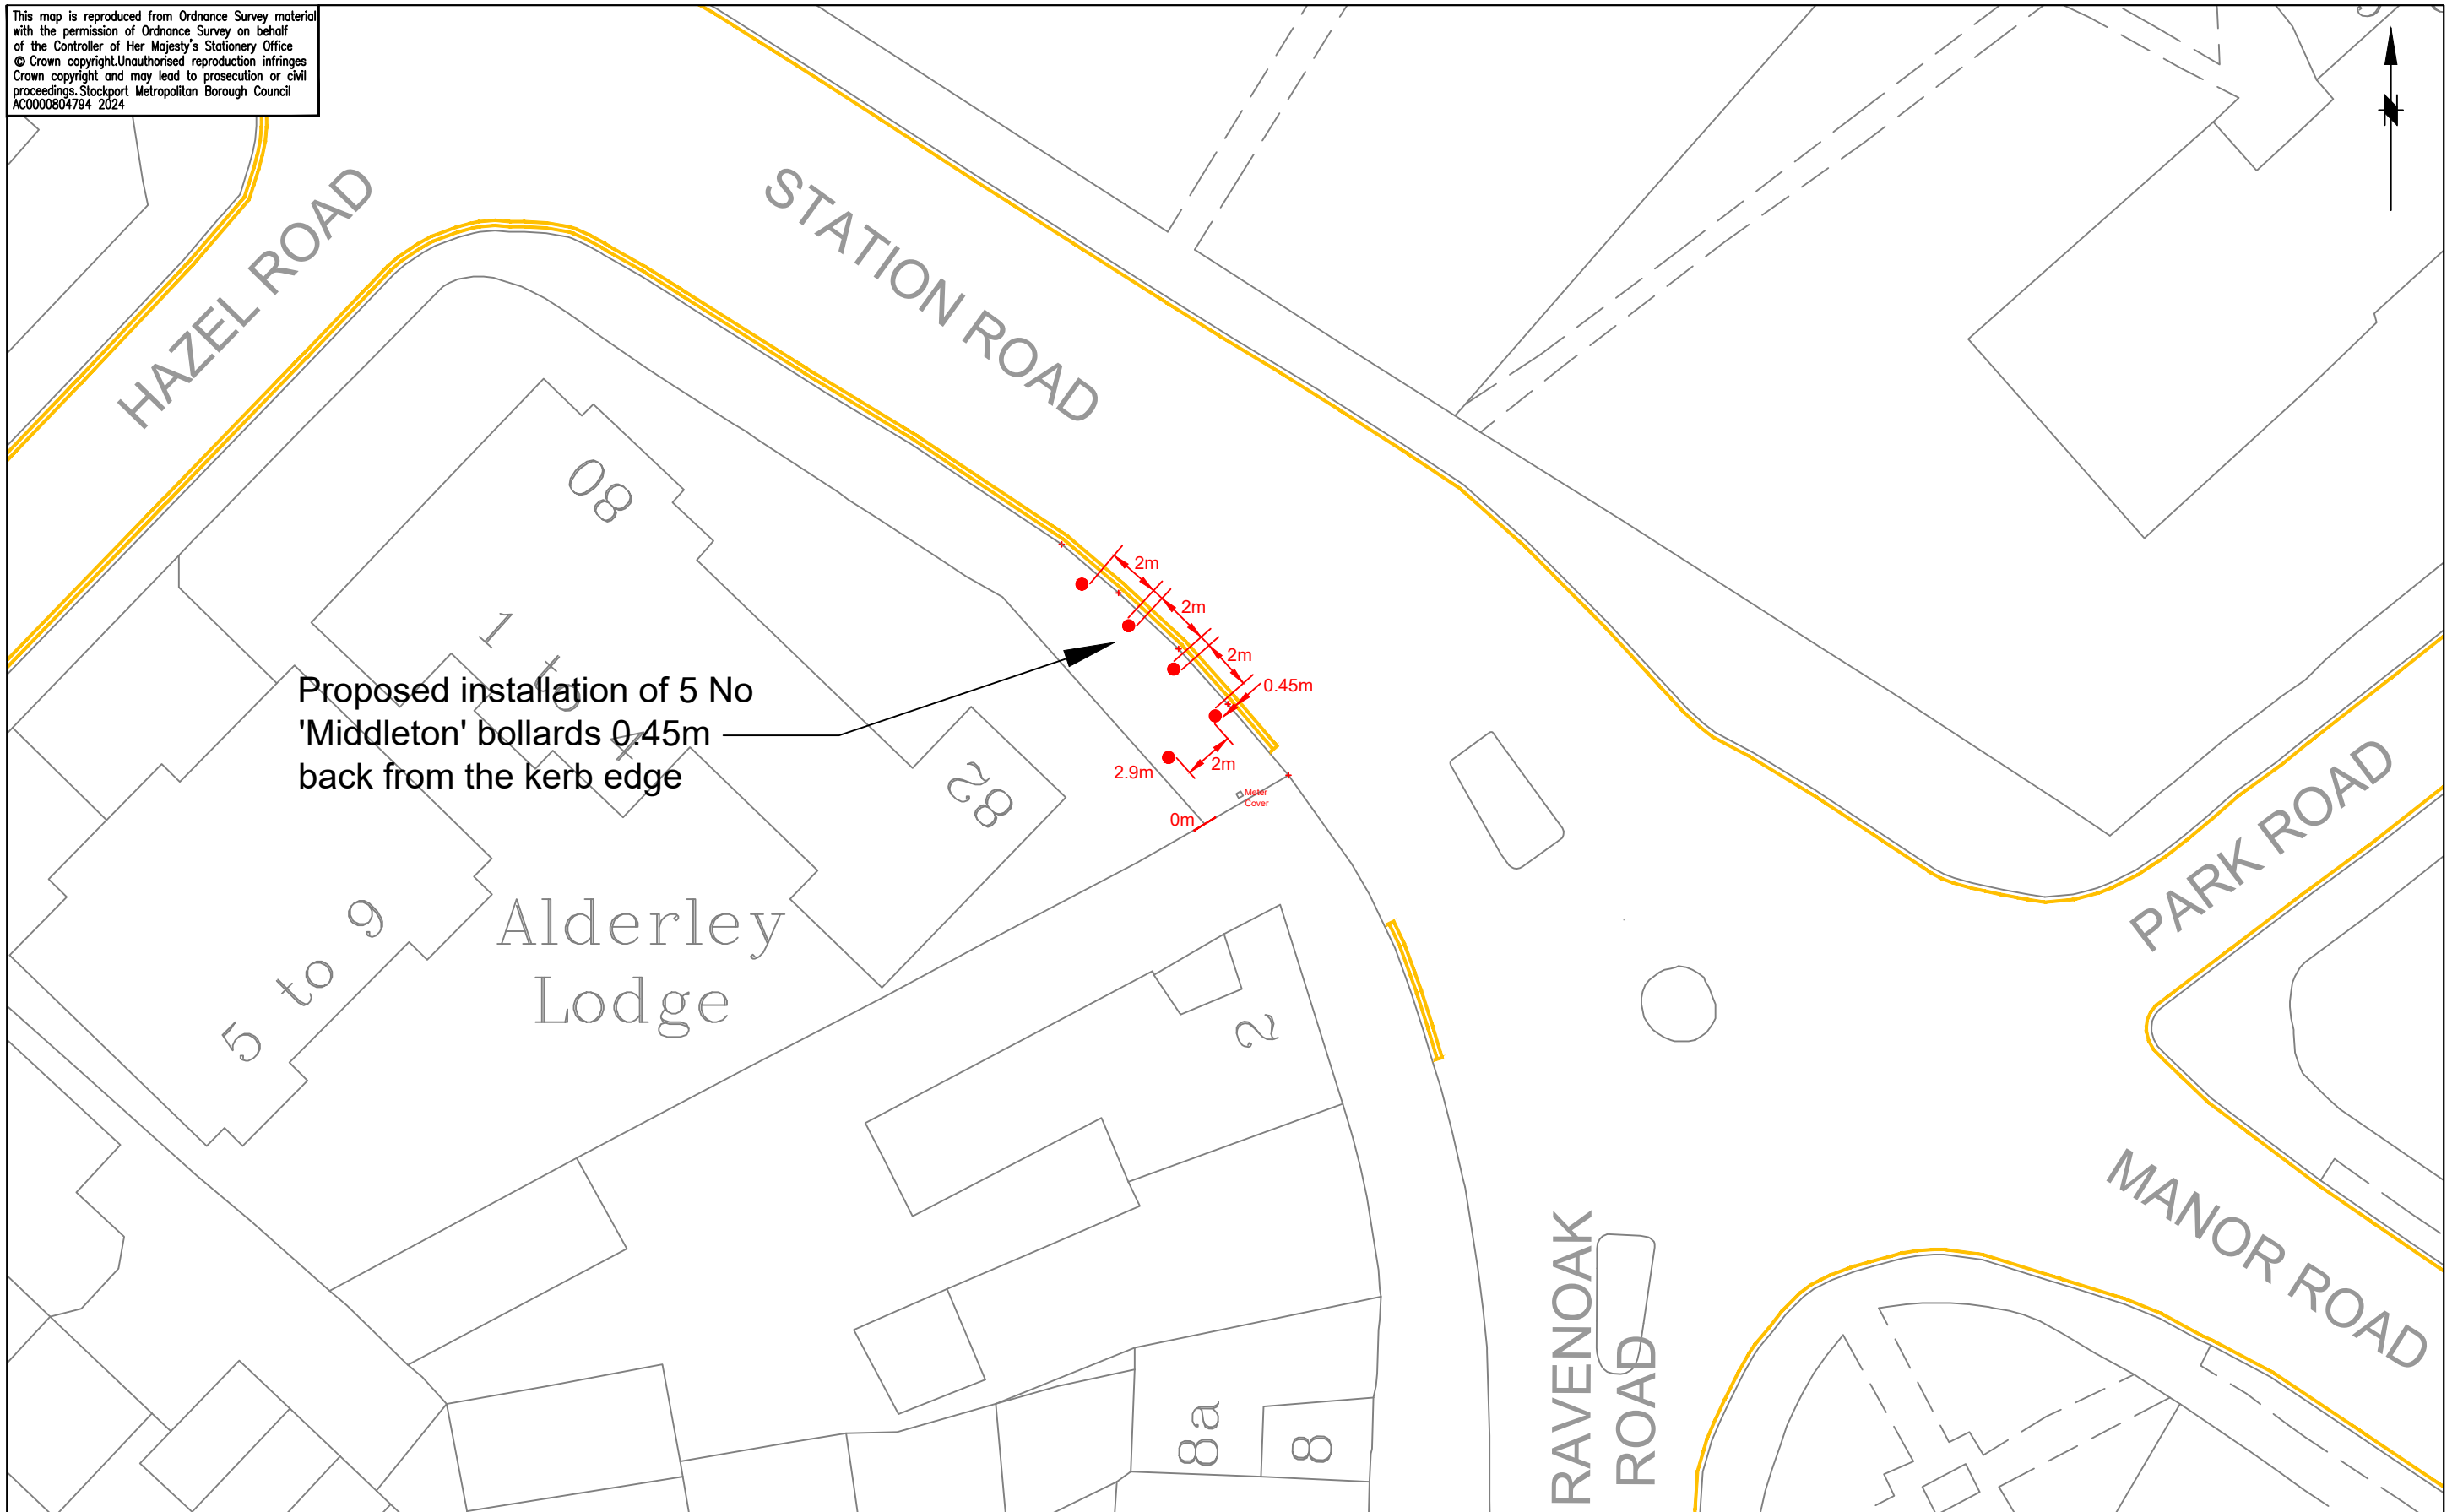 This map is reproduced from Ordnance Survey material
with the permission of Ordnance Survey on behalf
of the Controller of Her Majesty's Stationery Office
© Crown copyright.Unauthorised reproduction infringes
Crown copyright and may lead to prosecution or civil
proceedings. Stockport Metropolitan Borough Council
AC0000804794 2024
HAZEL ROAD
STATION ROAD
80
1 to 4
2m
2m
2m
0.45m
2m
2.9m
Meter
Cover
0m
Proposed installation of 5 No
'Middleton' bollards 0.45m
back from the kerb edge
82
5 to 9
Alderley
Lodge
2
PARK ROAD
MANOR ROAD
RAVENOAK
ROAD
8a
8